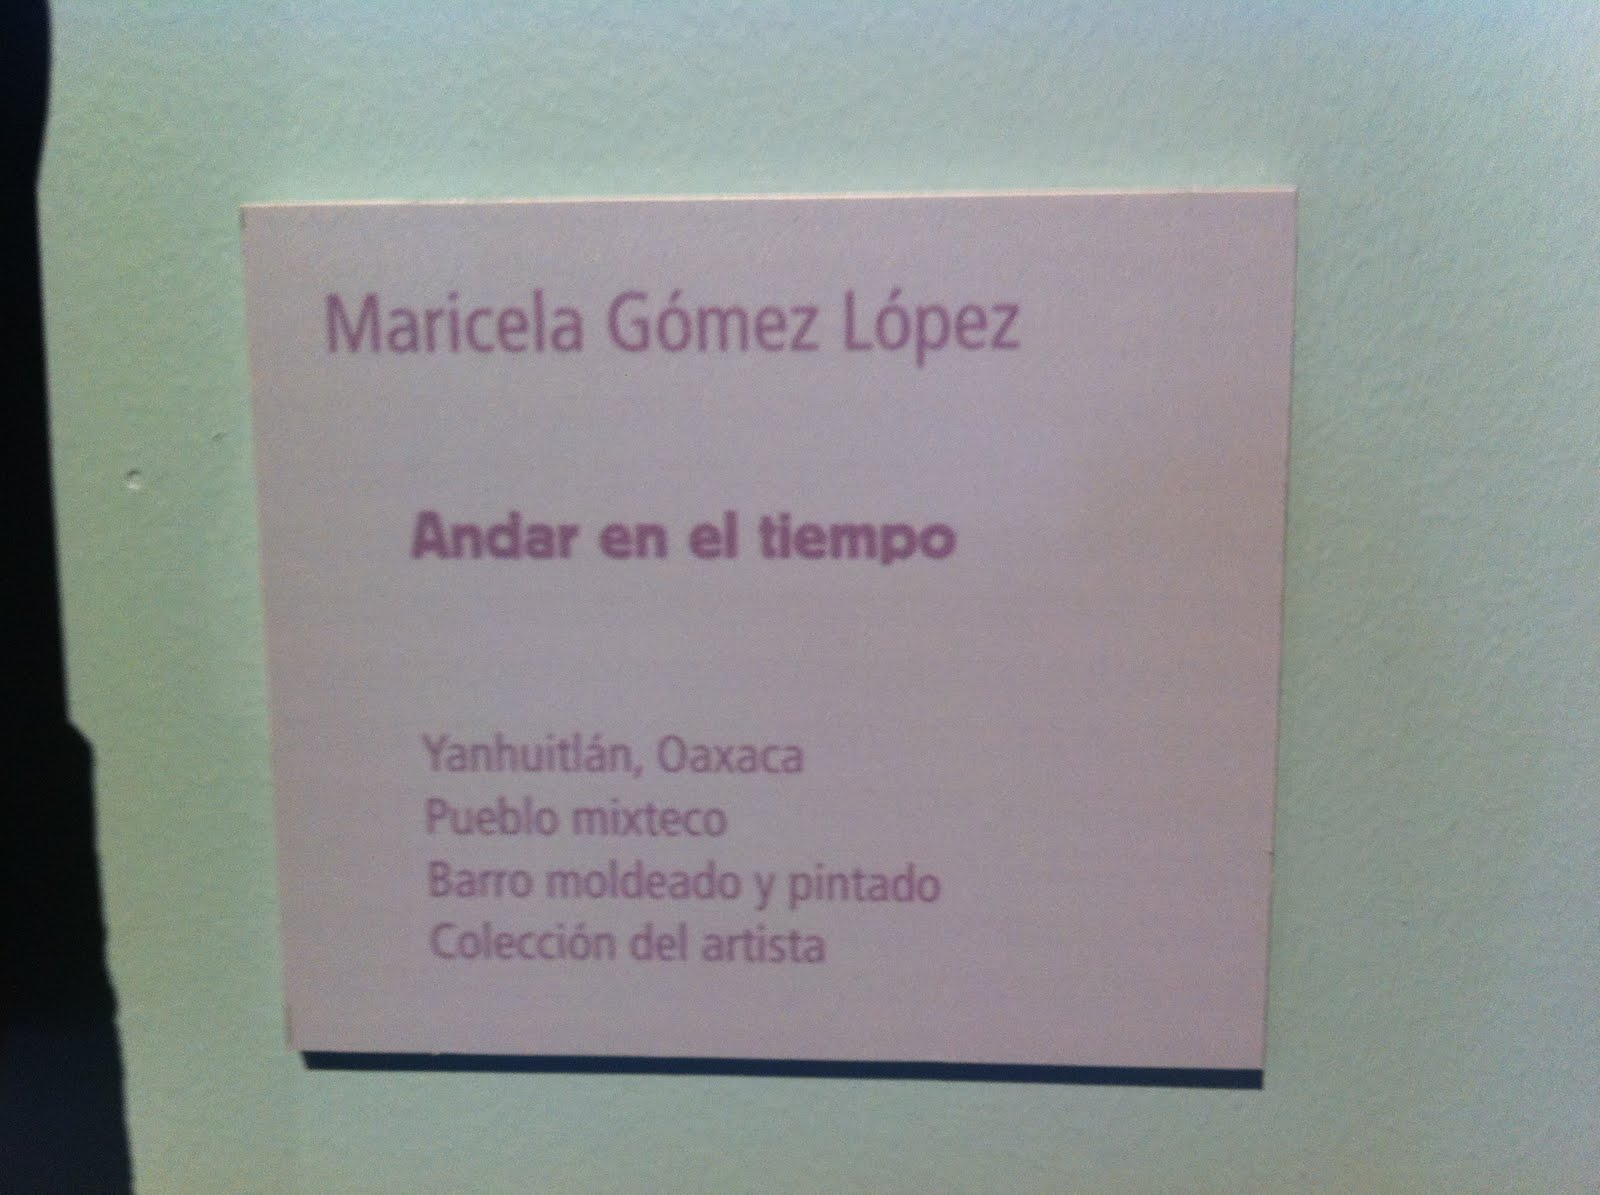 Maricela Gómez López
Andar en el tiempo
Yanhuitlán, Oaxaca
Pueblo mixteco
Barro moldeado y pintado
Colección del artista